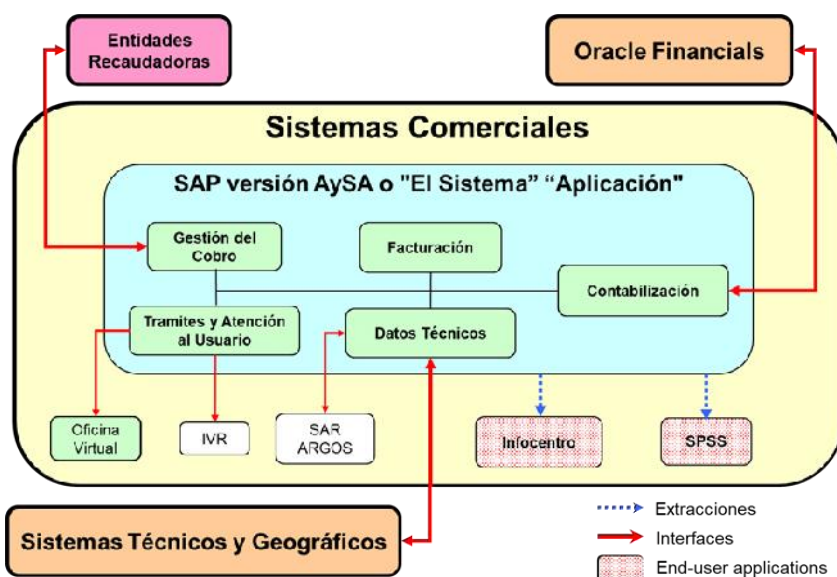 Entidades
Recaudadoras
Oracle Financials
Sistemas Comerciales
SAP versión AySA o "El Sistema" “Aplicación"
Gestión del
Cobro
Facturación
Contabilización
Tramites y Atención
al Usuario
Datos Técnicos
Oficina
Virtual
IVR
SAR
ARGOS
Infocentro
SPSS
Sistemas Técnicos y Geográficos
Extracciones
Interfaces
End-user applications